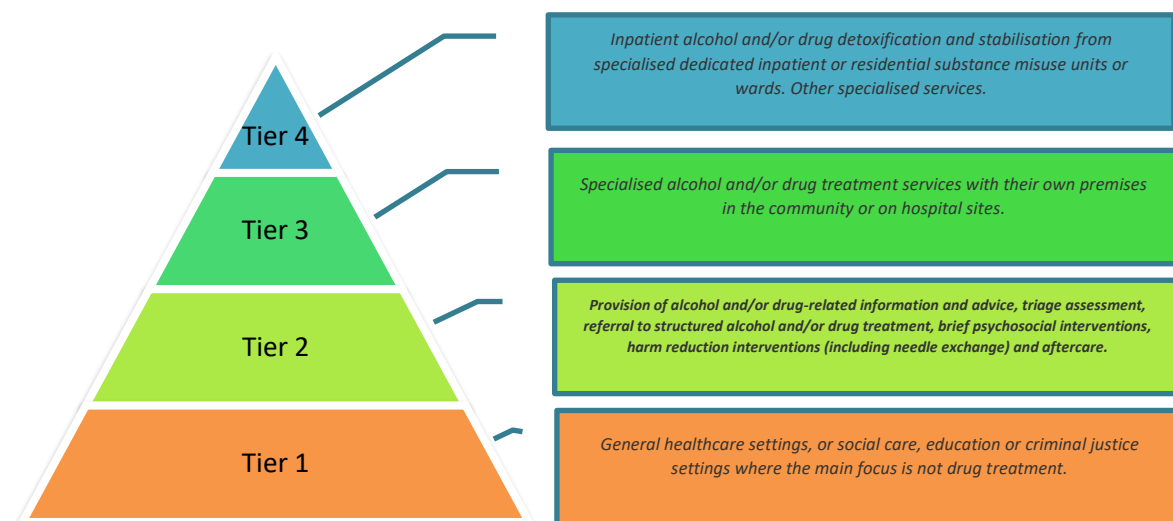 Tier 4
Inpatient alcohol and/or drug detoxification and stabilisation from
specialised dedicated inpatient or residential substance misuse units or
wards. Other specialised services.
Tier 3
Specialised alcohol and/or drug treatment services with their own premises
in the community or on hospital sites.
Tier 2
Provision of alcohol and/or drug-related information and advice, triage assessment,
referral to structured alcohol and/or drug treatment, brief psychosocial interventions,
harm reduction interventions (including needle exchange) and aftercare.
Tier 1
General healthcare settings, or social care, education or criminal justice
settings where the main focus is not drug treatment.